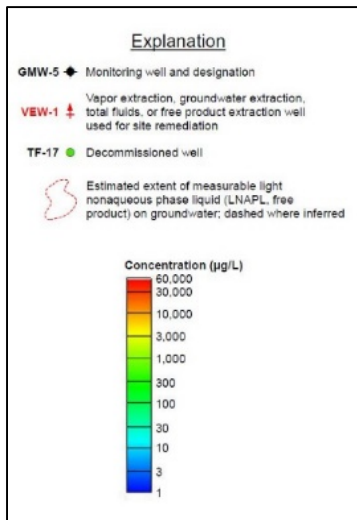 Explanation
GMW-5 Monitoring well and designation
VEW-1 Vapor extraction, groundwater extraction,
total fluids, or free product extraction well
used for site remediation
TF-17 Decommissioned well
Estimated extent of measurable light
nonaqueous phase liquid (LNAPL, free
product) on groundwater; dashed where inferred
Concentration (µg/L)
60,000
30,000
10,000
3,000
1,000
300
100
30
10
3
1